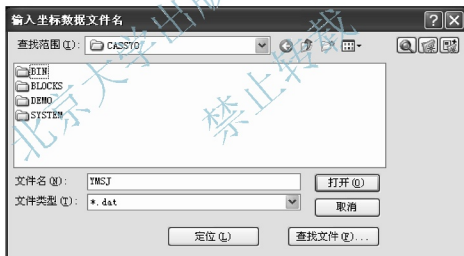 输入坐标数据文件名
查找范围(I): CASS70
BIN
BLOCKS
DEMO
SYSTEM
文件名(N): YMSJ 打开(O)
文件类型(T): *.dat 取消
定位(L) 查找文件(F)...
北京大学出版
禁止转载